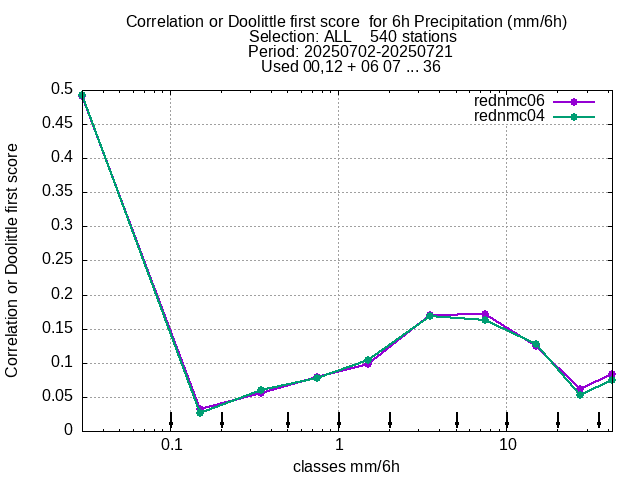 Correlation or Doolittle first score  for 6h Precipitation (mm/6h)
Selection: ALL    540 stations
Period: 20250702-20250721
Used 00,12 + 06 07 ... 36
rednmc06
rednmc04
Correlation or Doolittle first score
0.5
0.45
0.4
0.35
0.3
0.25
0.2
0.15
0.1
0.05
0
0.1 1 10
classes mm/6h